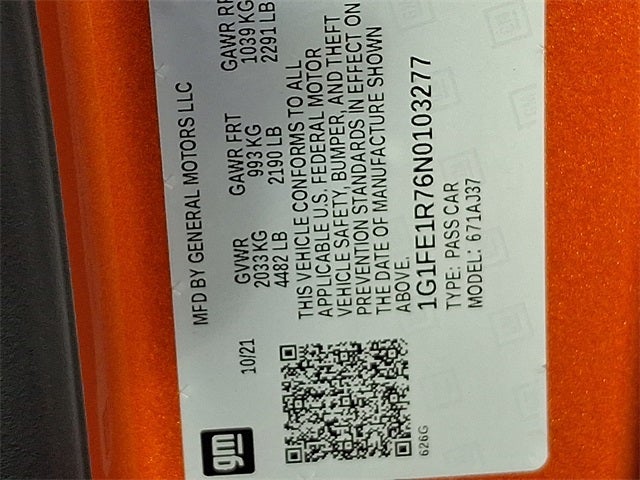 MFD BY GENERAL MOTORS LLC
10/21
GVWR
2033 KG
4482 LB
GAWR FRT
993 KG
2190 LB
GAWR RR
1039 KG
2291 LB
THIS VEHICLE CONFORMS TO ALL
APPLICABLE U.S. FEDERAL MOTOR
VEHICLE SAFETY, BUMPER, AND THEFT
PREVENTION STANDARDS IN EFFECT ON
THE DATE OF MANUFACTURE SHOWN
ABOVE.
1G1FE1R76N0103277
TYPE: PASS CAR
MODEL: 671AJ37
gm
626G